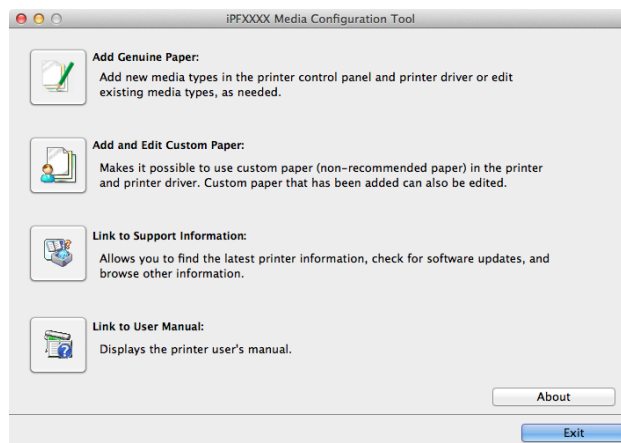 iPFXXXX Media Configuration Tool
Add Genuine Paper:
Add new media types in the printer control panel and printer driver or edit
existing media types, as needed.
Add and Edit Custom Paper:
Makes it possible to use custom paper (non-recommended paper) in the printer
and printer driver. Custom paper that has been added can also be edited.
Link to Support Information:
Allows you to find the latest printer information, check for software updates, and
browse other information.
Link to User Manual:
Displays the printer user's manual.
About
Exit